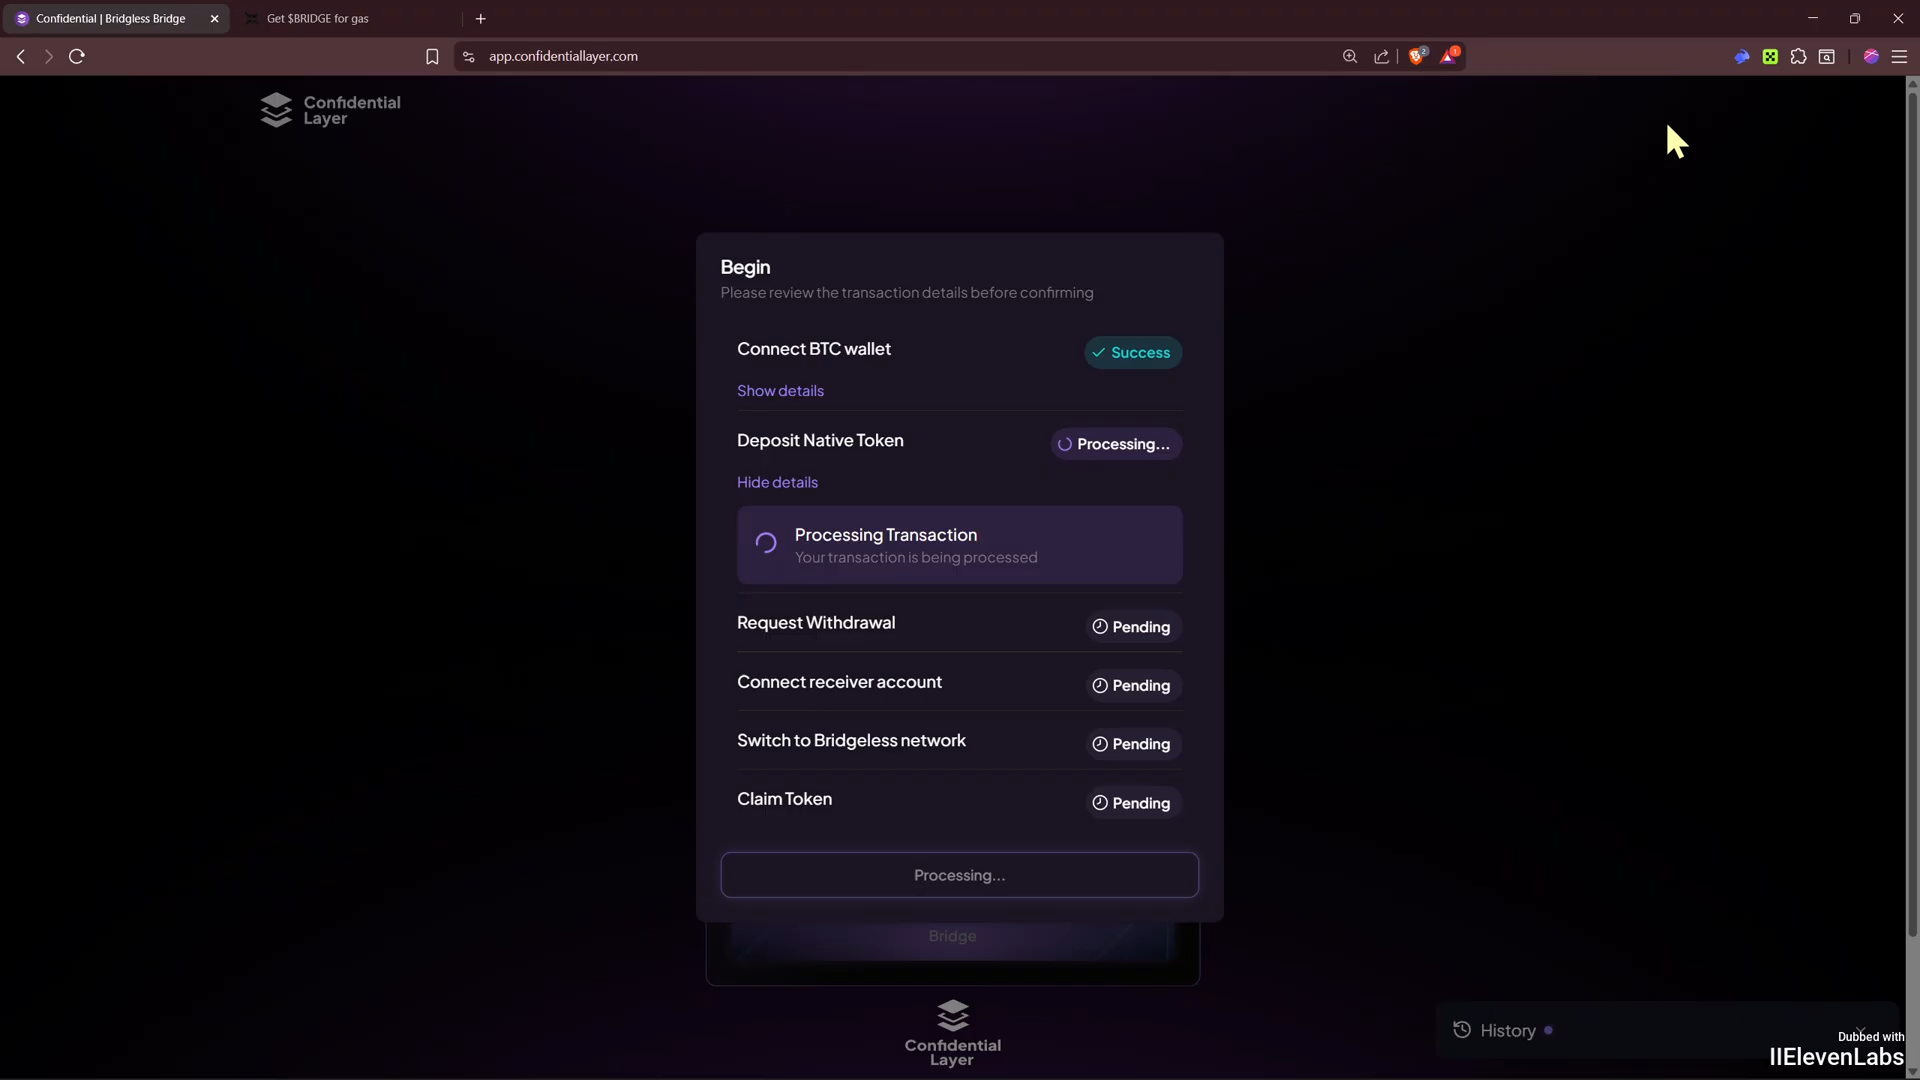 Confidential | Bridgless Bridge
Get $BRIDGE for gas
app.confidentiallayer.com
2
1
Confidential
Layer
Begin
Please review the transaction details before confirming
Connect BTC wallet
Success
Show details
Deposit Native Token
Processing...
Hide details
Processing Transaction
Your transaction is being processed
Request Withdrawal
Pending
Connect receiver account
Pending
Switch to Bridgeless network
Pending
Claim Token
Pending
Processing...
Bridge
Confidential
Layer
History
Dubbed with
IIElevenLabs